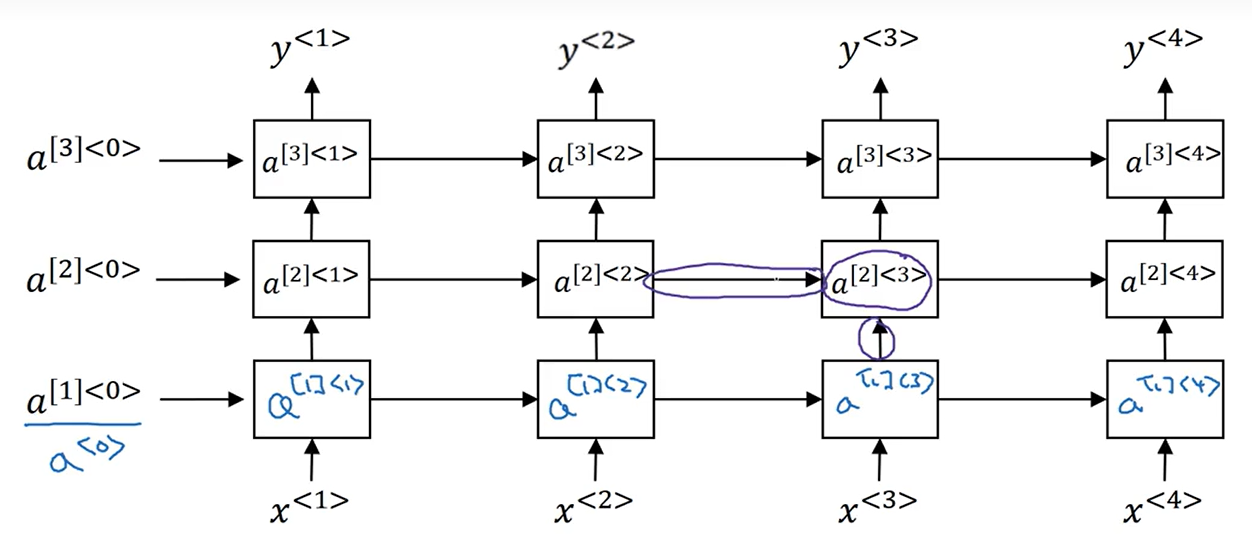 y<1> y<2> y<3> y<4>
a[3]<0> a[3]<1> a[3]<2> a[3]<3> a[3]<4>
a[2]<0> a[2]<1> a[2]<2> a[2]<3> a[2]<4>
a[1]<0> a[1]<1> a[1]<2> a[1]<3> a[1]<4>
a<0>
x<1> x<2> x<3> x<4>